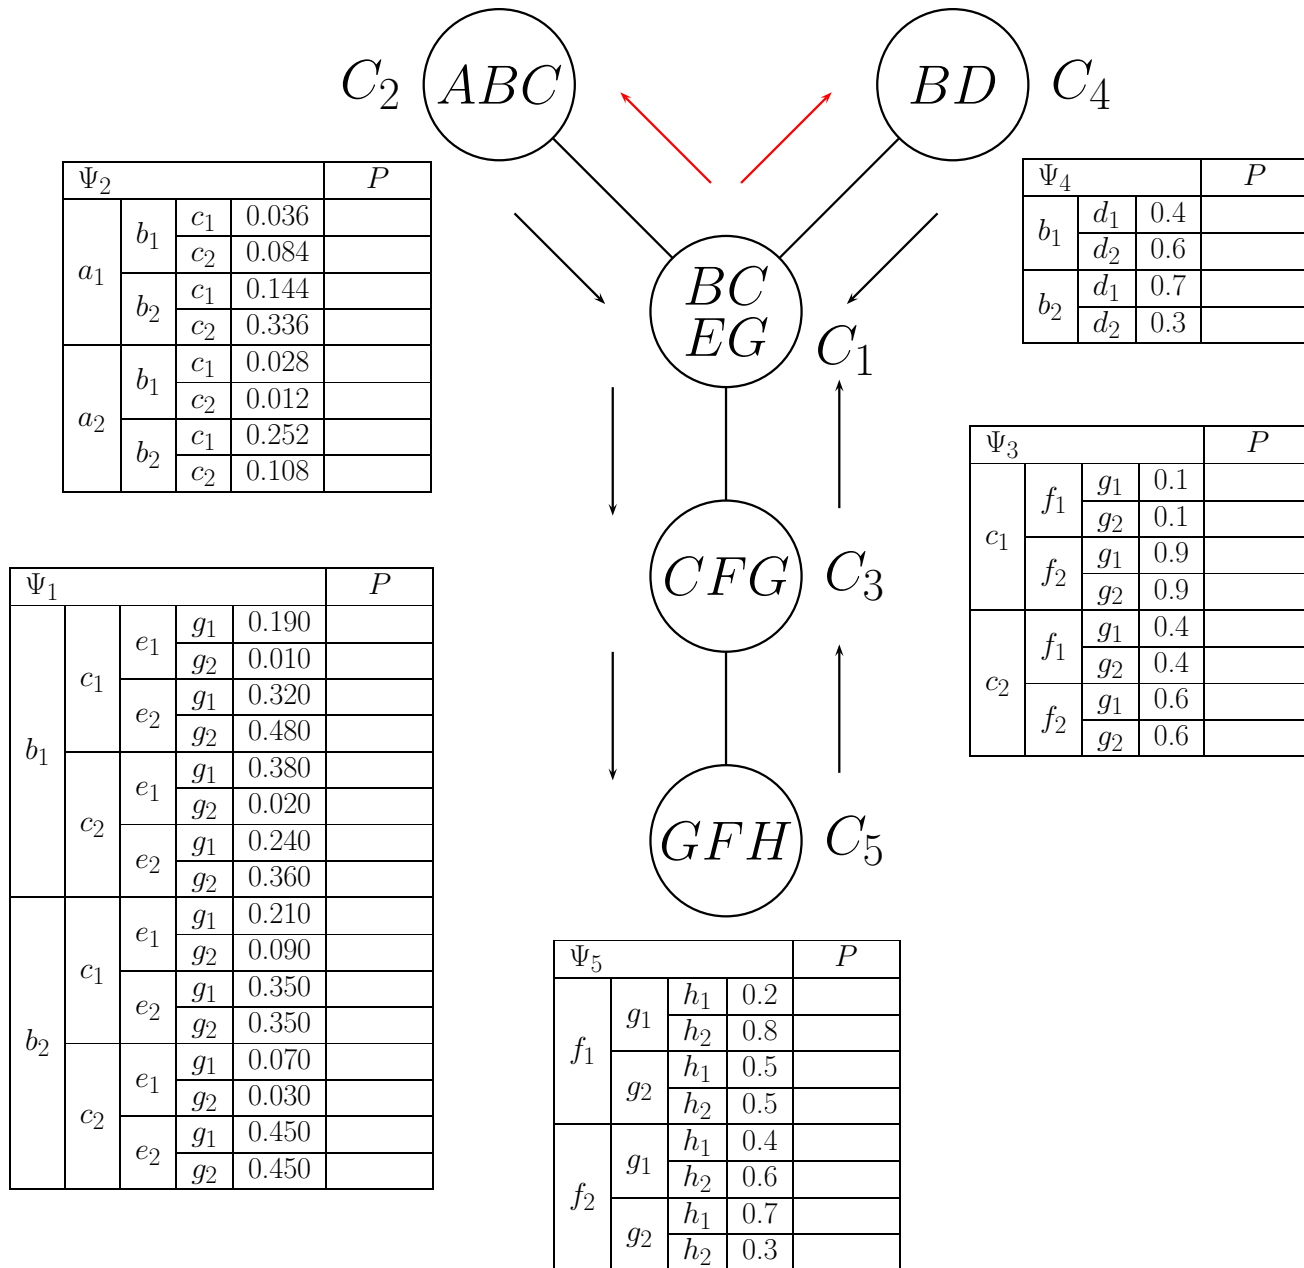 C2 ABC BD C4
Ψ2 P
a1 b1 c1 0.036
c2 0.084
b2 c1 0.144
c2 0.336
a2 b1 c1 0.028
c2 0.012
b2 c1 0.252
c2 0.108
Ψ4 P
b1 d1 0.4
d2 0.6
b2 d1 0.7
d2 0.3
BC
EG
C1
Ψ3 P
c1 f1 g1 0.1
g2 0.1
f2 g1 0.9
g2 0.9
c2 f1 g1 0.4
g2 0.4
f2 g1 0.6
g2 0.6
CFG C3
Ψ1 P
b1 c1 e1 g1 0.190
g2 0.010
e2 g1 0.320
g2 0.480
c2 e1 g1 0.380
g2 0.020
e2 g1 0.240
g2 0.360
b2 c1 e1 g1 0.210
g2 0.090
e2 g1 0.350
g2 0.350
c2 e1 g1 0.070
g2 0.030
e2 g1 0.450
g2 0.450
GFH C5
Ψ5 P
f1 g1 h1 0.2
h2 0.8
g2 h1 0.5
h2 0.5
f2 g1 h1 0.4
h2 0.6
g2 h1 0.7
h2 0.3